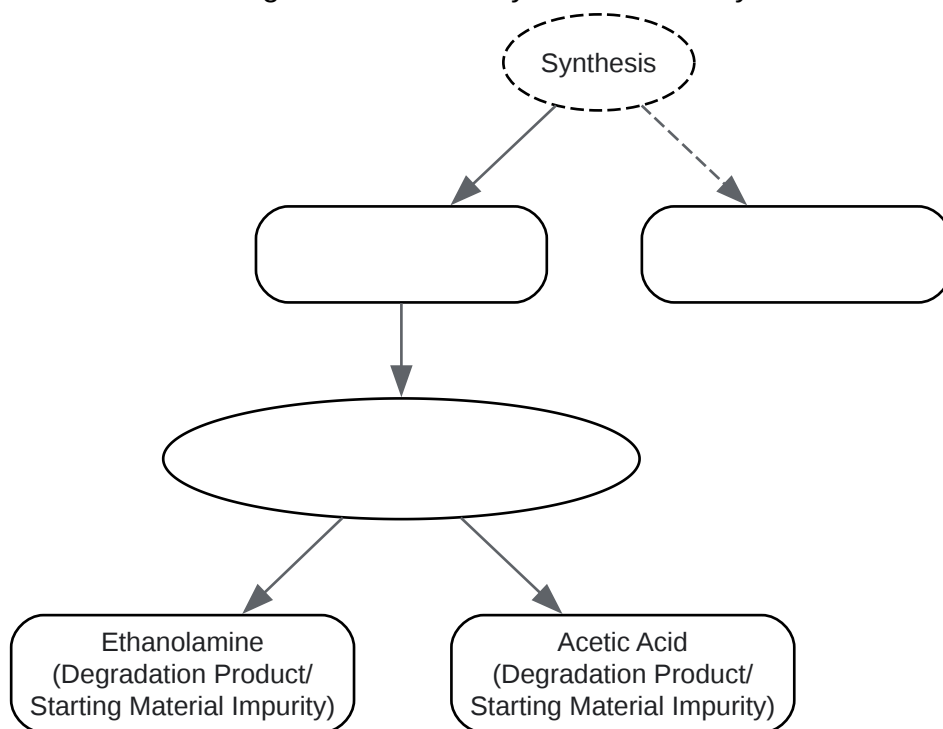 Synthesis
Ethanolamine
(Degradation Product/
Starting Material Impurity)
Acetic Acid
(Degradation Product/
Starting Material Impurity)